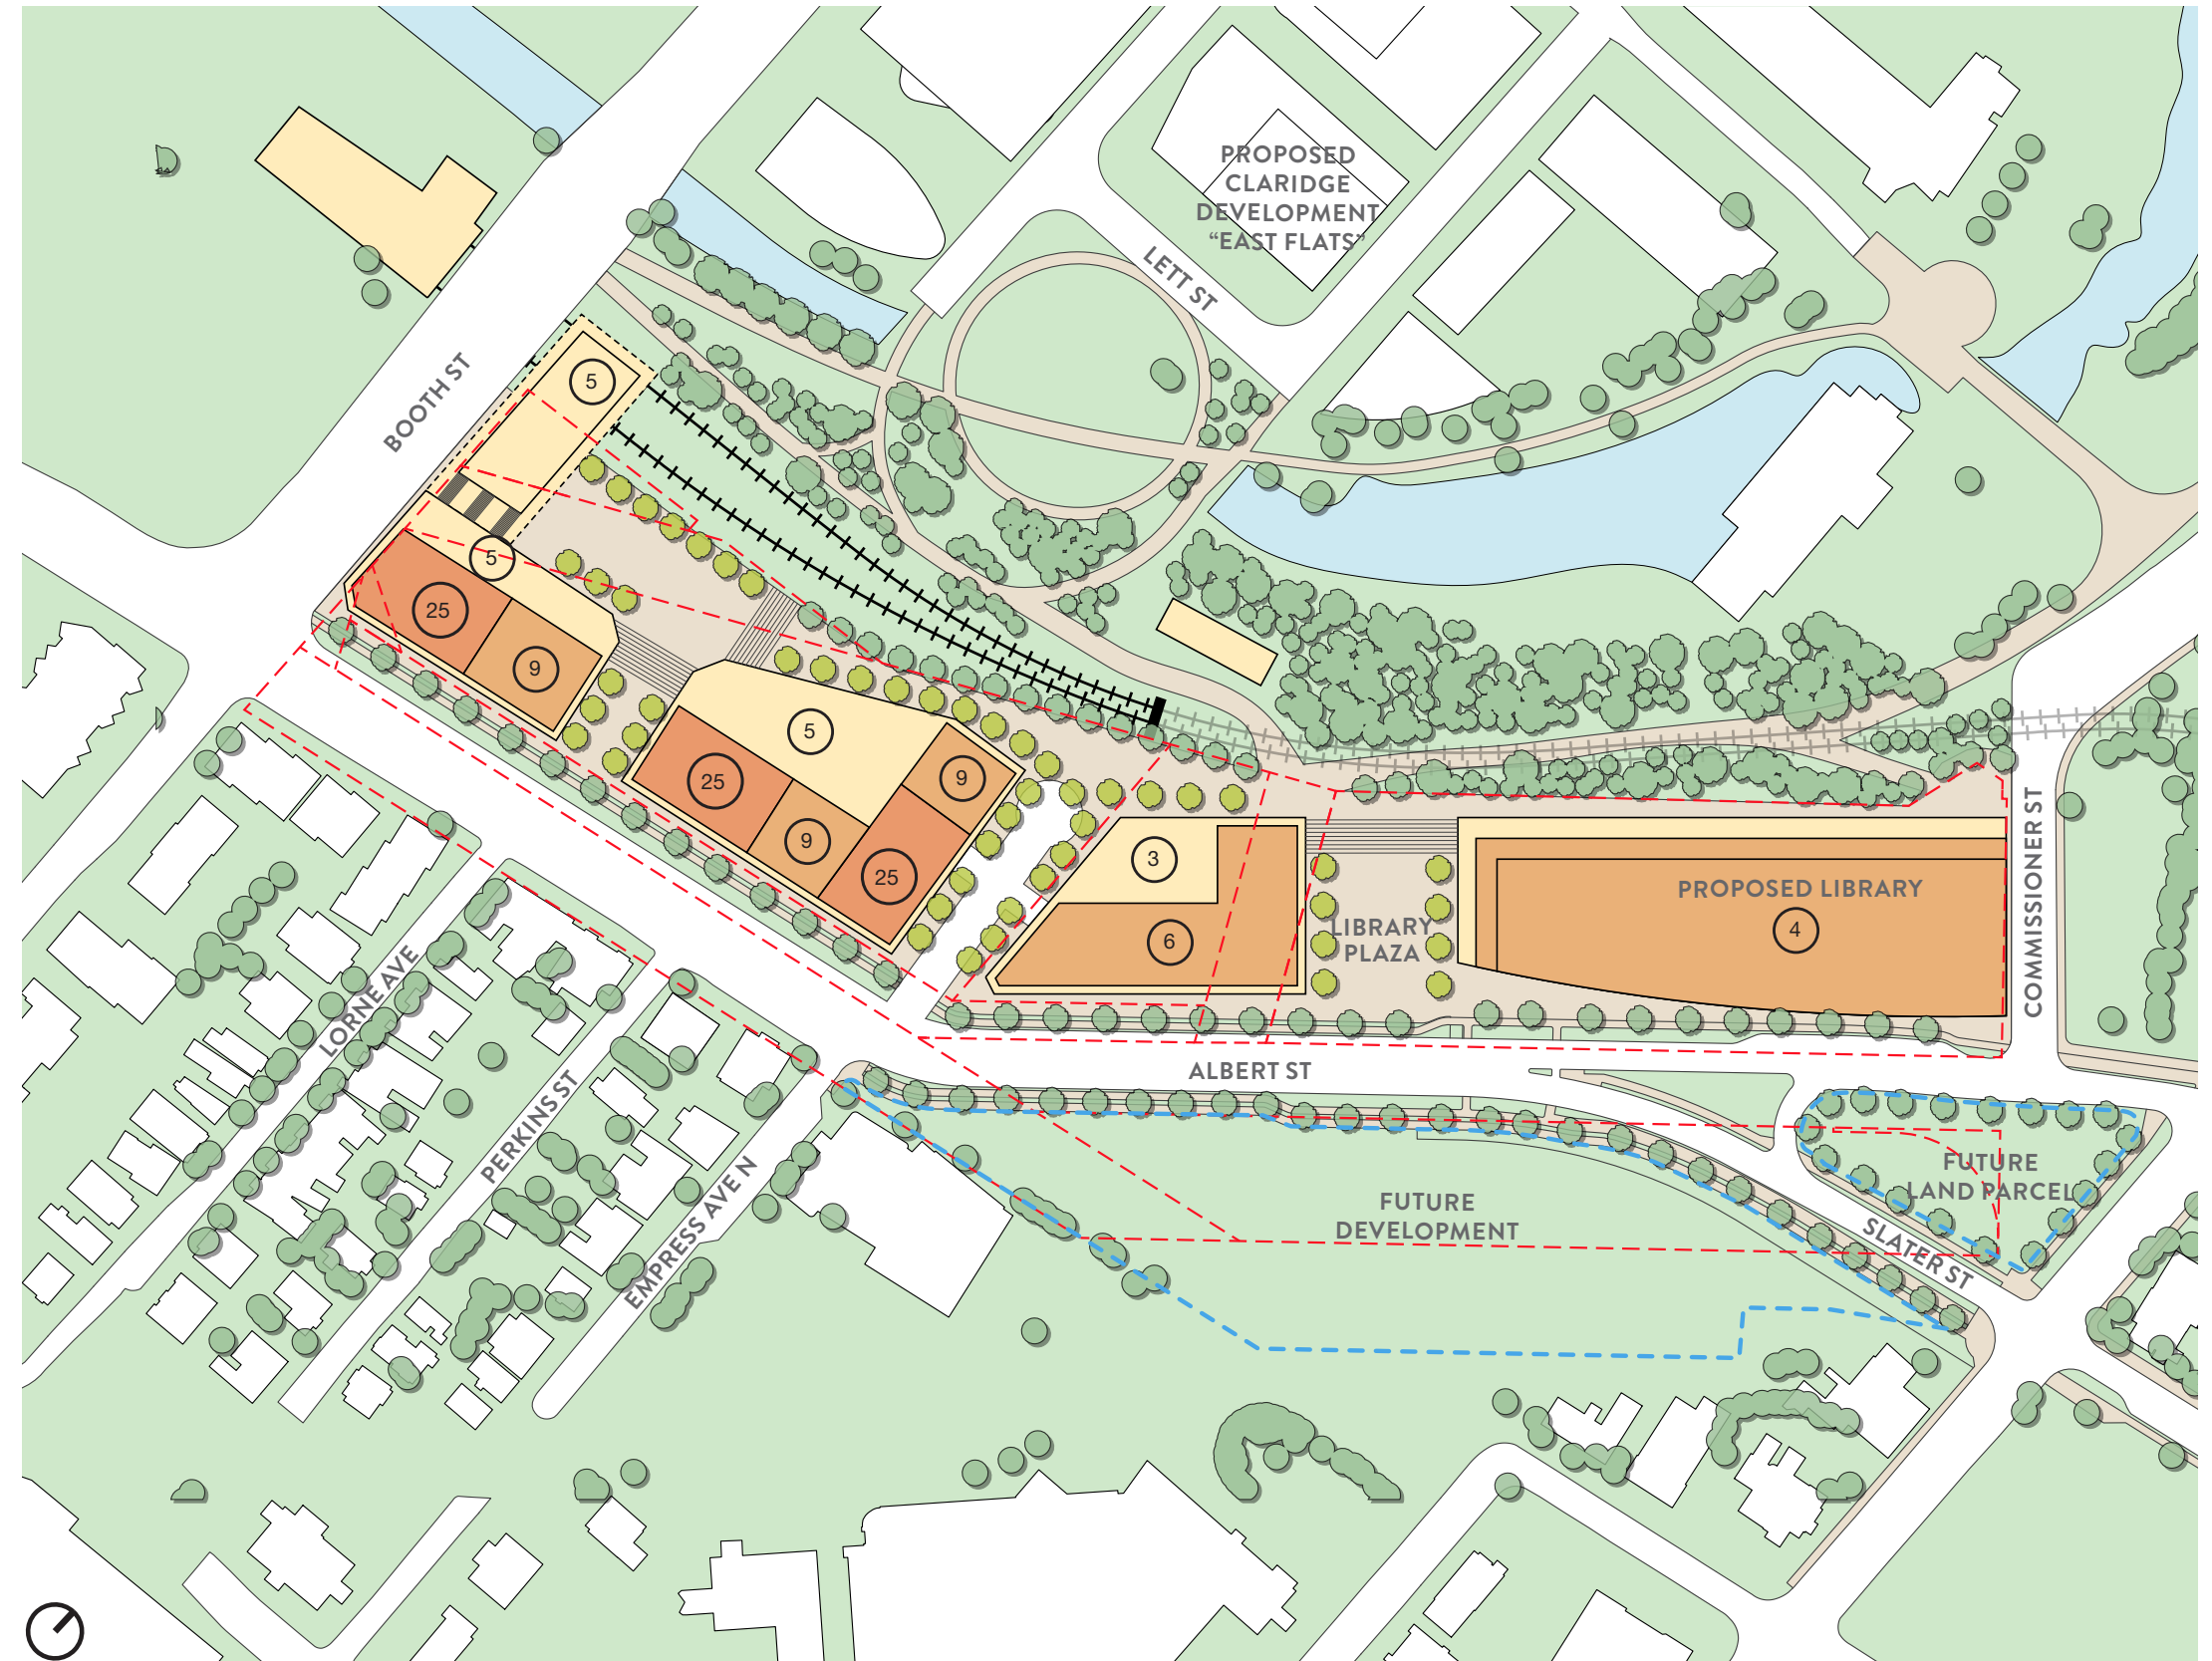 PROPOSED
CLARIDGE
DEVELOPMENT
“EAST FLATS”
LETT ST
BOOTH ST
5
5
25
9
5
25
9
9
25
3
6
LIBRARY
PLAZA
PROPOSED LIBRARY
4
COMMISSIONER ST
LORNE AVE
PERKINS ST
EMPRESS AVE N
ALBERT ST
FUTURE
DEVELOPMENT
FUTURE
LAND PARCEL
SLATER ST